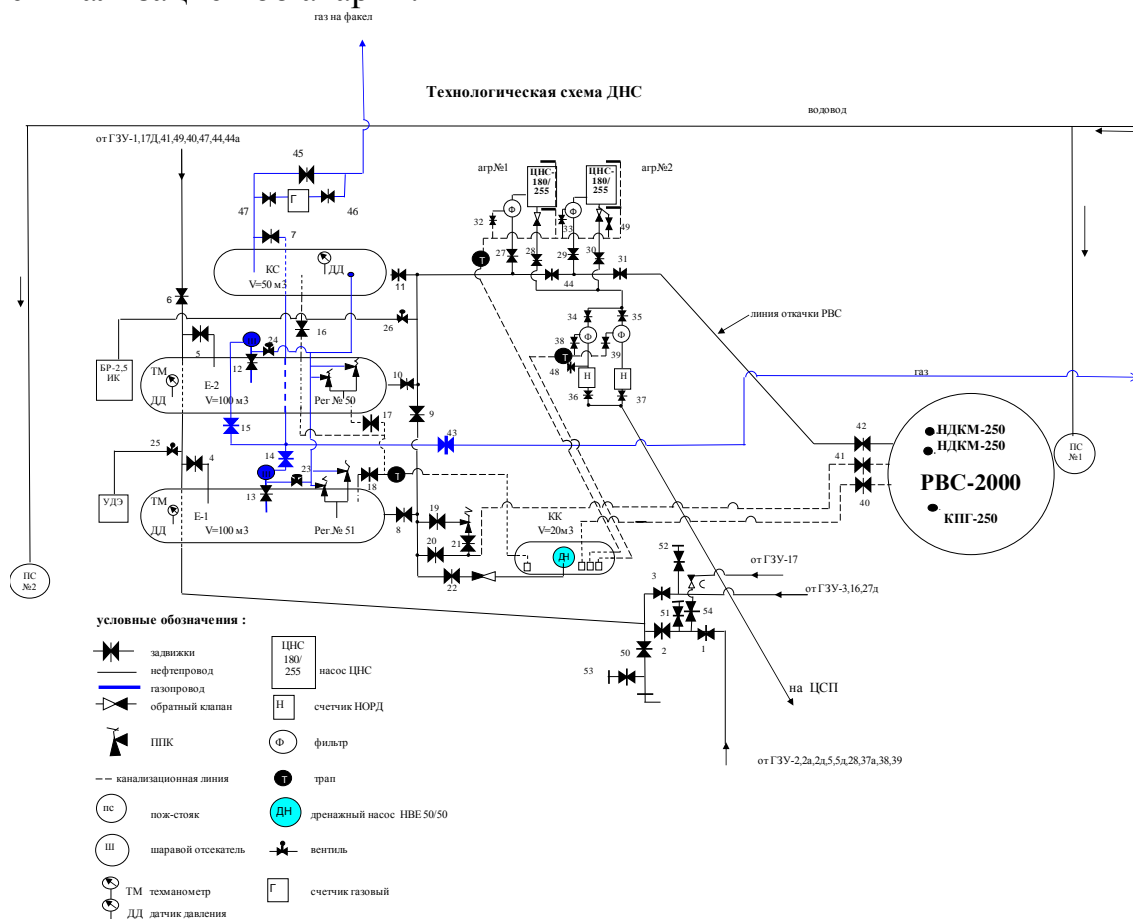 газ на факел
Технологическая схема ДНС
водовод
от ГЗУ-1,17Д,41,49,40,47,44,44а
45
47
Г
46
7
агр№1
ЦНС-
180/
255
ЦНС-
180/
255
агр№2
32
Ф
33
Ф
49
Т
27
28
29
30
31
44
КС
V=50 м3
ДД
11
6
16
26
линия откачки РВС
34
35
38
Ф
Ф
39
Т
48
Н
Н
36
37
БР-2,5
ИК
5
24
12
ТМ
ДД
Е-2
V=100 м3
Рег.№ 50
10
9
17
15
14
43
газ
25
4
УДЭ
ТМ
ДД
Е-1
V=100 м3
13
23
Рег.№ 51
18
Т
8
19
20
21
22
КК
V=20м3
ДН
42
41
40
НДКМ-250
НДКМ-250
РВС-2000
КПГ-250
ПС
№1
ПС
№2
52
от ГЗУ-17
3
от ГЗУ-3,16,27д
51
54
50
2
1
53
на ЦСП
от ГЗУ-2,2а,2д,5,5д,28,37а,38,39
условные обозначения :
задвижки
нефтепровод
газопровод
обратный клапан
ППК
канализационная линия
пс
пож-стояк
Ш
шаравой отсекатель
ТМ техманометр
ДД датчик давления
ЦНС
180/
255
насос ЦНС
Н
счетчик НОРД
Ф
фильтр
Т
трап
ДН
дренажный насос НВЕ 50/50
вентиль
Г
счетчик газовый